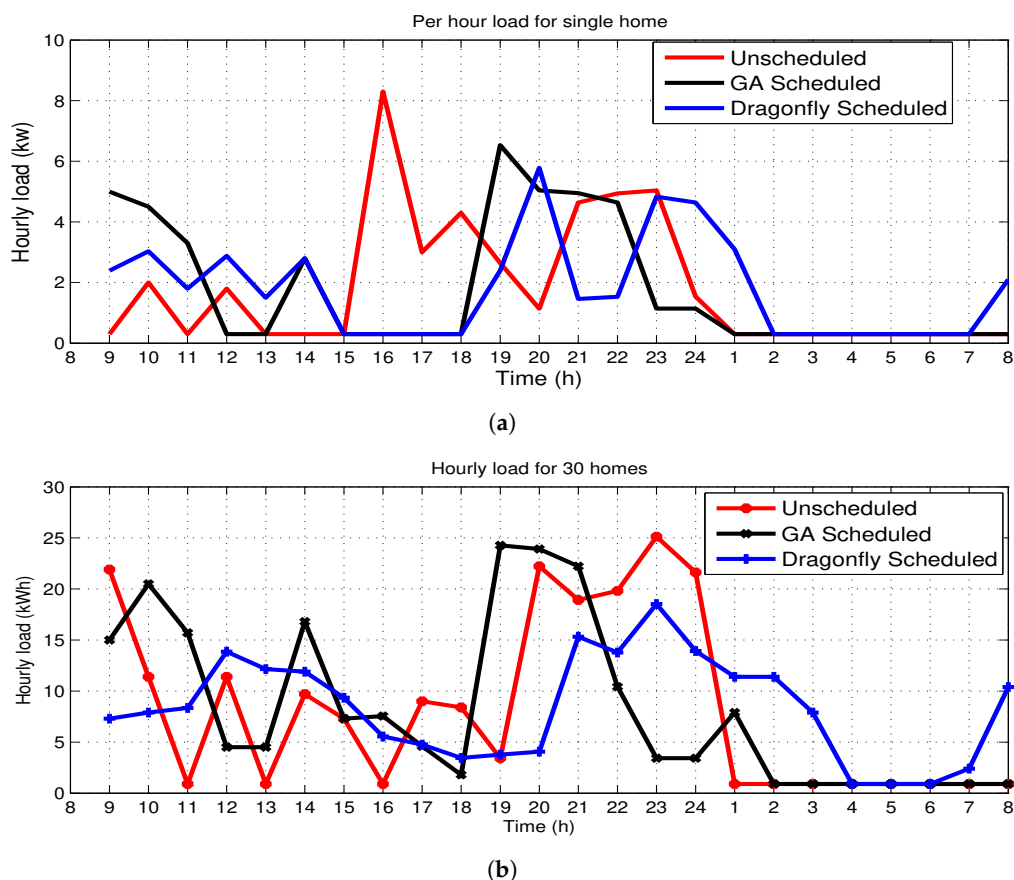 Per hour load for single home
10
8
6
4
2
0
Hourly load (kw)
Unscheduled
GA Scheduled
Dragonfly Scheduled
8 9 10 11 12 13 14 15 16 17 18 19 20 21 22 23 24 1 2 3 4 5 6 7 8
Time (h)
(a)
Hourly load for 30 homes
30
25
20
15
10
5
0
Hourly load (kWh)
Unscheduled
GA Scheduled
Dragonfly Scheduled
8 9 10 11 12 13 14 15 16 17 18 19 20 21 22 23 24 1 2 3 4 5 6 7 8
Time (h)
(b)